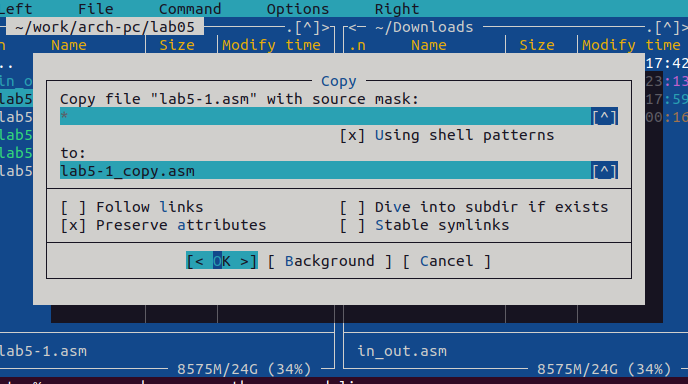 Left File Command Options Right
~/work/arch-pc/lab05 .[^]> <- ~/Downloads .[^]>
n Name Size Modify time .n Name Size Modify time
.. 17:42
in_o 23:13
lab5 17:59
lab5 00:16
lab5
lab5
Copy
Copy file "lab5-1.asm" with source mask:
* [^]
[x] Using shell patterns
to:
lab5-1_copy.asm [^]
[ ] Follow links [ ] Dive into subdir if exists
[x] Preserve attributes [ ] Stable symlinks
[< OK >] [ Background ] [ Cancel ]
lab5-1.asm in_out.asm
8575M/24G (34%) 8575M/24G (34%)